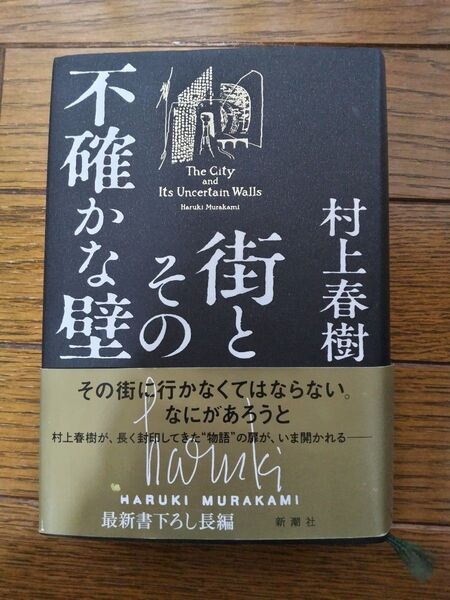 村上春樹
街と
その
不確かな壁
The City
and
Its Uncertain Walls
Haruki Murakami
その街に行かなくてはならない。
なにがあろうと
村上春樹が、長く封印してきた“物語”の扉が、いま開かれる——
haruki
HARUKI MURAKAMI
最新書下ろし長編
新潮社